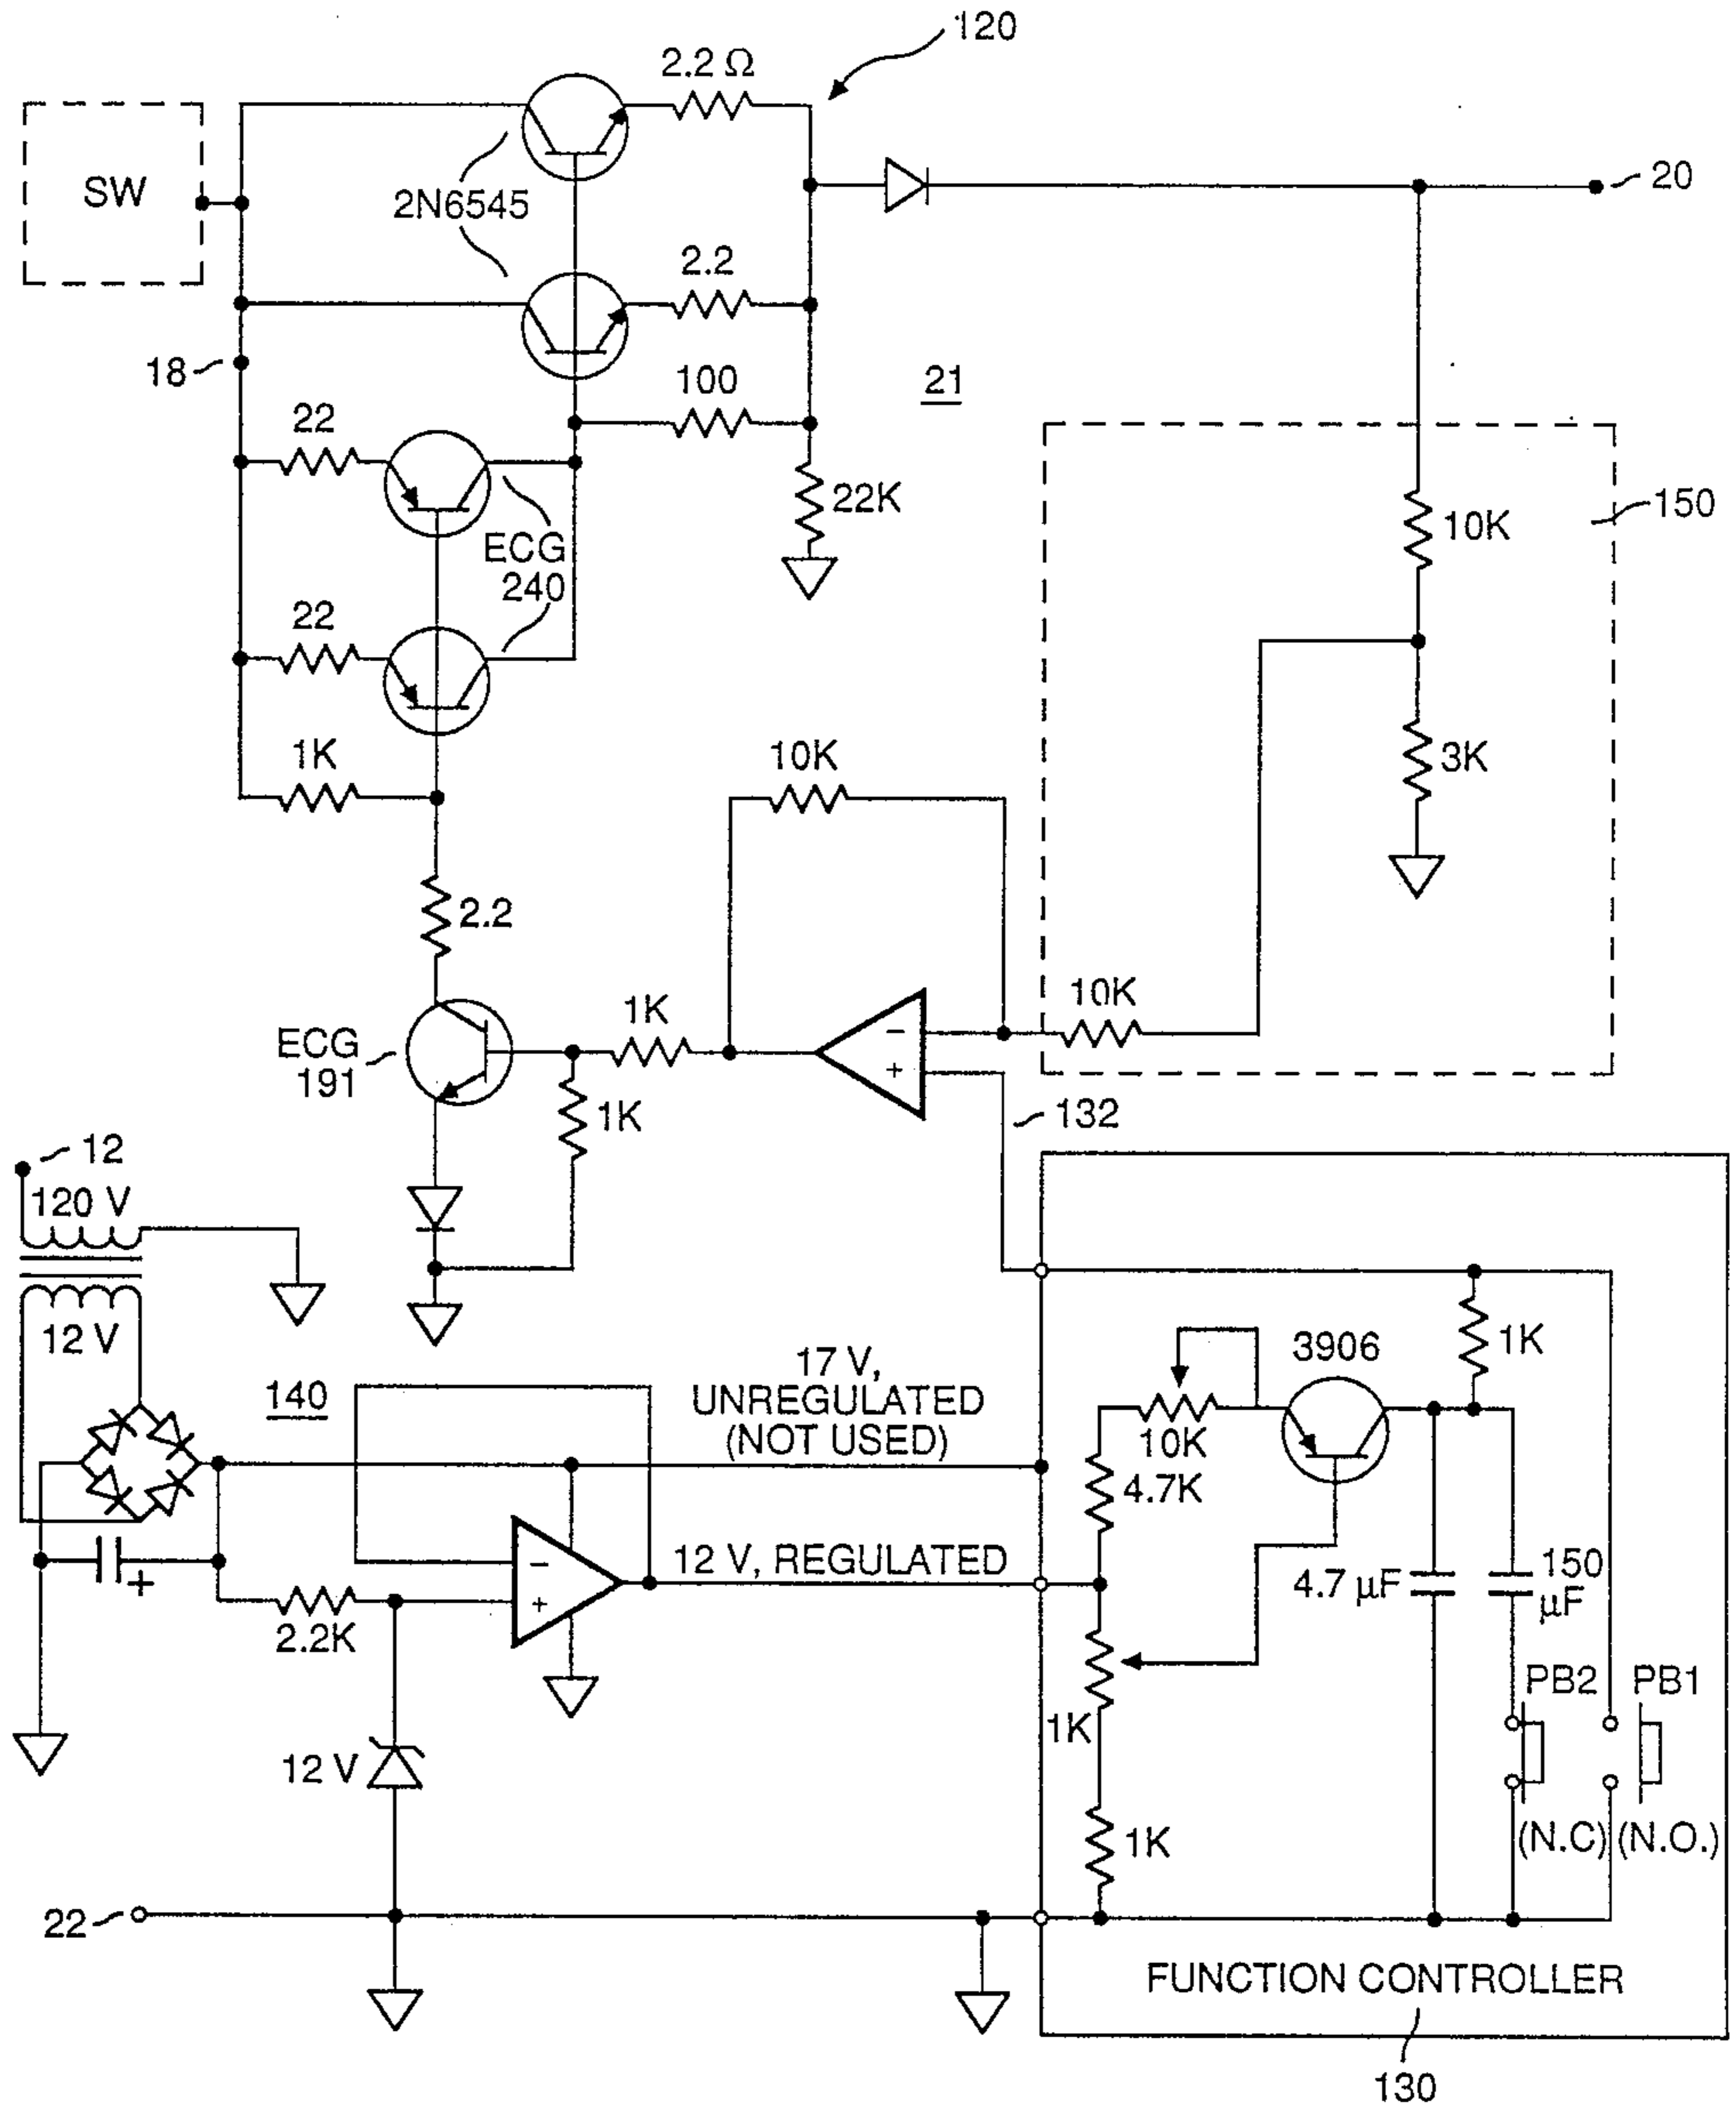 120
2.2 Ω
SW
2N6545
20
2.2
18
100
21
22
22K
150
10K
ECG
240
22
1K
10K
3K
2.2
10K
1K
ECG
191
- 
+
1K
132
12
120 V
12 V
17 V,
UNREGULATED
(NOT USED)
140
3906
1K
10K
4.7K
-
12 V, REGULATED
4.7 µF
150
µF
+
+
2.2K
PB2
PB1
1K
12 V
1K
(N.C)
(N.O.)
22
FUNCTION CONTROLLER
130